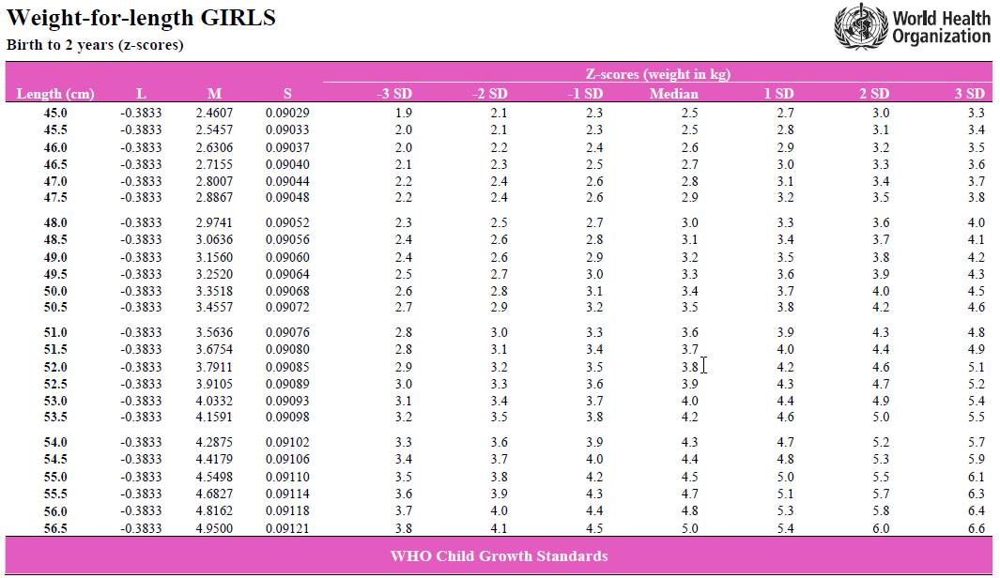 Weight-for-length GIRLS
World Health
Organization
Birth to 2 years (z-scores)
Z-scores (weight in kg)
Length (cm) L M S -3 SD -2 SD -1 SD Median 1 SD 2 SD 3 SD
45.0 -0.3833 2.4607 0.09029 1.9 2.1 2.3 2.5 2.7 3.0 3.3
45.5 -0.3833 2.5457 0.09033 2.0 2.1 2.3 2.5 2.8 3.1 3.4
46.0 -0.3833 2.6306 0.09037 2.0 2.2 2.4 2.6 2.9 3.2 3.5
46.5 -0.3833 2.7155 0.09040 2.1 2.3 2.5 2.7 3.0 3.3 3.6
47.0 -0.3833 2.8007 0.09044 2.2 2.4 2.6 2.8 3.1 3.4 3.7
47.5 -0.3833 2.8867 0.09048 2.2 2.4 2.6 2.9 3.2 3.5 3.8
48.0 -0.3833 2.9741 0.09052 2.3 2.5 2.7 3.0 3.3 3.6 4.0
48.5 -0.3833 3.0636 0.09056 2.4 2.6 2.8 3.1 3.4 3.7 4.1
49.0 -0.3833 3.1560 0.09060 2.4 2.6 2.9 3.2 3.5 3.8 4.2
49.5 -0.3833 3.2520 0.09064 2.5 2.7 3.0 3.3 3.6 3.9 4.3
50.0 -0.3833 3.3518 0.09068 2.6 2.8 3.1 3.4 3.7 4.0 4.5
50.5 -0.3833 3.4557 0.09072 2.7 2.9 3.2 3.5 3.8 4.2 4.6
51.0 -0.3833 3.5636 0.09076 2.8 3.0 3.3 3.6 3.9 4.3 4.8
51.5 -0.3833 3.6754 0.09080 2.8 3.1 3.4 3.7 4.0 4.4 4.9
52.0 -0.3833 3.7911 0.09085 2.9 3.2 3.5 3.8 4.2 4.6 5.1
52.5 -0.3833 3.9105 0.09089 3.0 3.3 3.6 3.9 4.3 4.7 5.2
53.0 -0.3833 4.0332 0.09093 3.1 3.4 3.7 4.0 4.4 4.9 5.4
53.5 -0.3833 4.1591 0.09098 3.2 3.5 3.8 4.2 4.6 5.0 5.5
54.0 -0.3833 4.2875 0.09102 3.3 3.6 3.9 4.3 4.7 5.2 5.7
54.5 -0.3833 4.4179 0.09106 3.4 3.7 4.0 4.4 4.8 5.3 5.9
55.0 -0.3833 4.5498 0.09110 3.5 3.8 4.2 4.5 5.0 5.5 6.1
55.5 -0.3833 4.6827 0.09114 3.6 3.9 4.3 4.7 5.1 5.7 6.3
56.0 -0.3833 4.8162 0.09118 3.7 4.0 4.4 4.8 5.3 5.8 6.4
56.5 -0.3833 4.9500 0.09121 3.8 4.1 4.5 5.0 5.4 6.0 6.6
WHO Child Growth Standards